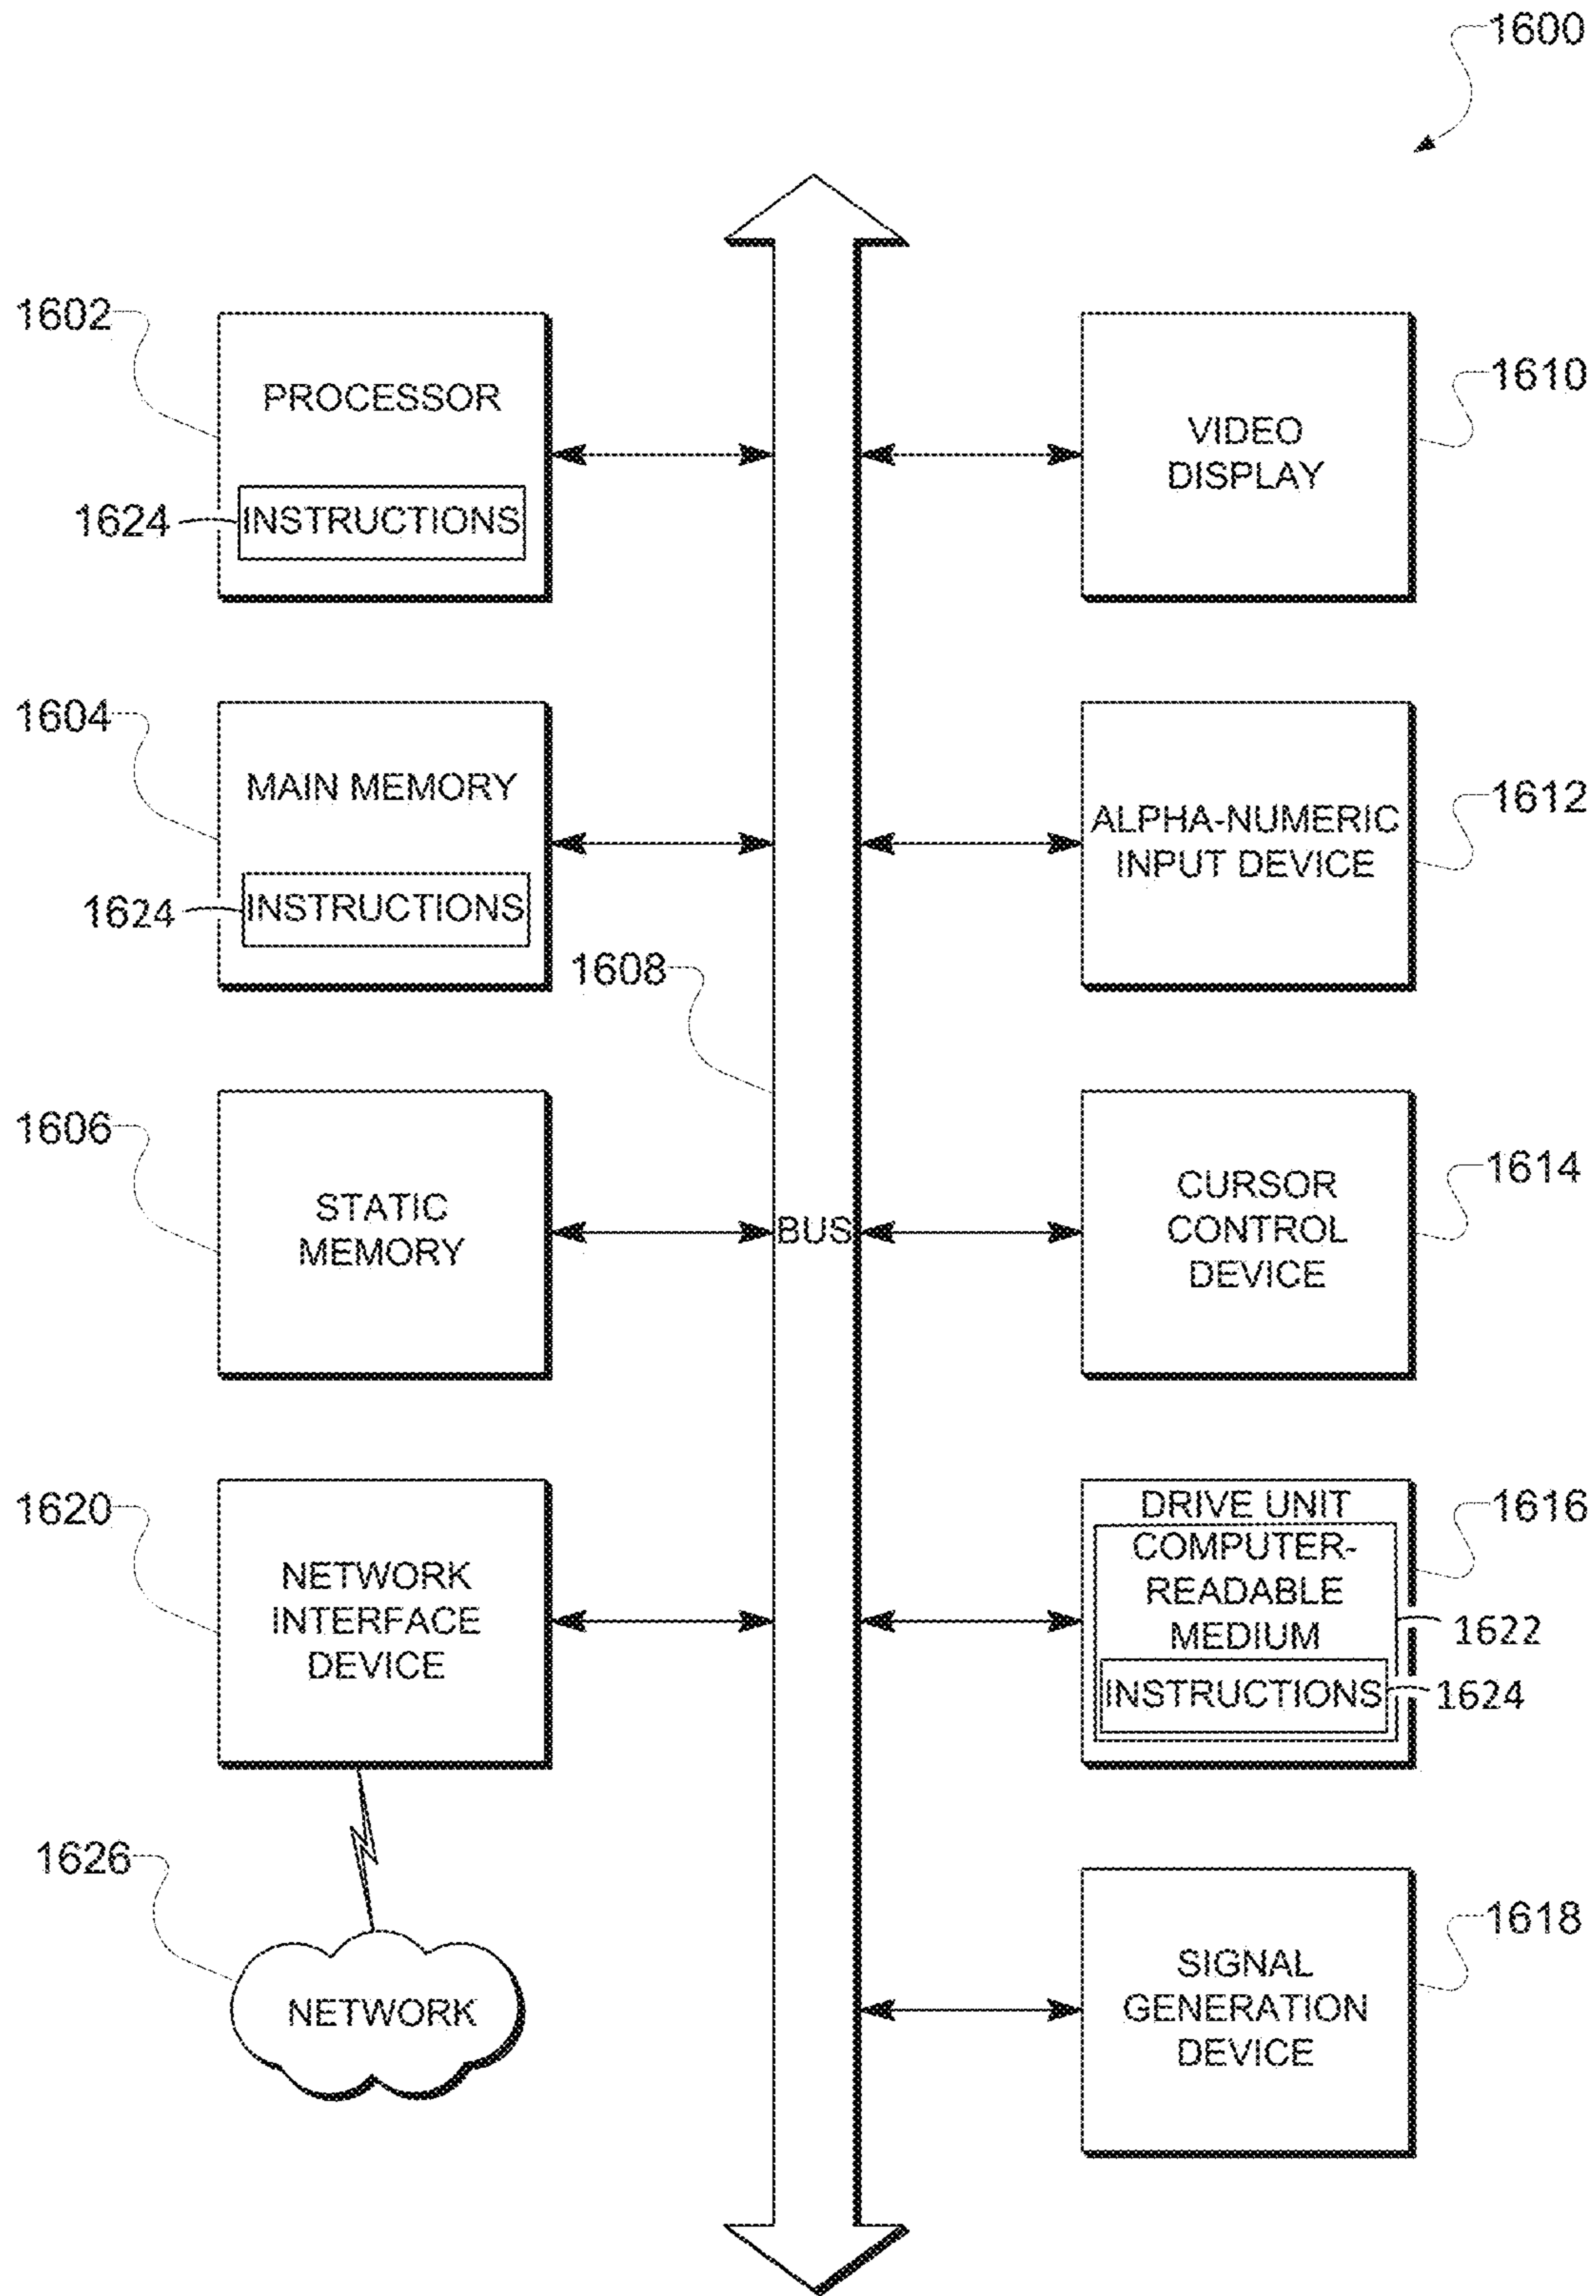 1600
1602
PROCESSOR
1624
INSTRUCTIONS
1610
VIDEO
DISPLAY
1604
MAIN MEMORY
1624
INSTRUCTIONS
1612
ALPHA-NUMERIC
INPUT DEVICE
1608
1606
STATIC
MEMORY
BUS
1614
CURSOR
CONTROL
DEVICE
1620
NETWORK
INTERFACE
DEVICE
1616
DRIVE UNIT
COMPUTER-
READABLE
MEDIUM
1622
INSTRUCTIONS
1624
1626
NETWORK
1618
SIGNAL
GENERATION
DEVICE